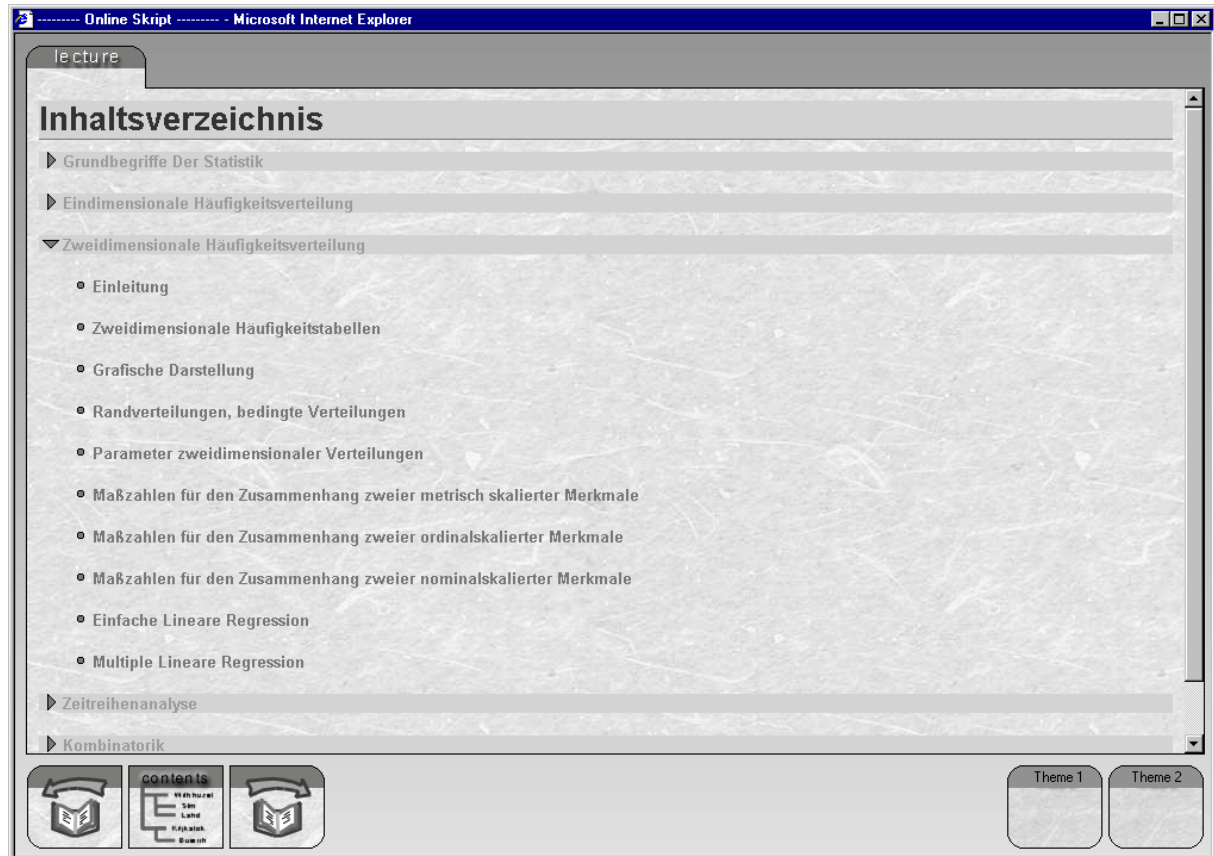 --------- Online Skript --------- - Microsoft Internet Explorer
lecture
Inhaltsverzeichnis
Grundbegriffe Der Statistik
Eindimensionale Häufigkeitsverteilung
Zweidimensionale Häufigkeitsverteilung
Einleitung
Zweidimensionale Häufigkeitstabellen
Grafische Darstellung
Randverteilungen, bedingte Verteilungen
Parameter zweidimensionaler Verteilungen
Maßzahlen für den Zusammenhang zweier metrisch skalierter Merkmale
Maßzahlen für den Zusammenhang zweier ordinalskalierter Merkmale
Maßzahlen für den Zusammenhang zweier nominalskalierter Merkmale
Einfache Lineare Regression
Multiple Lineare Regression
Zeitreihenanalyse
Kombinatorik
contents
Land
Theme 1 Theme 2